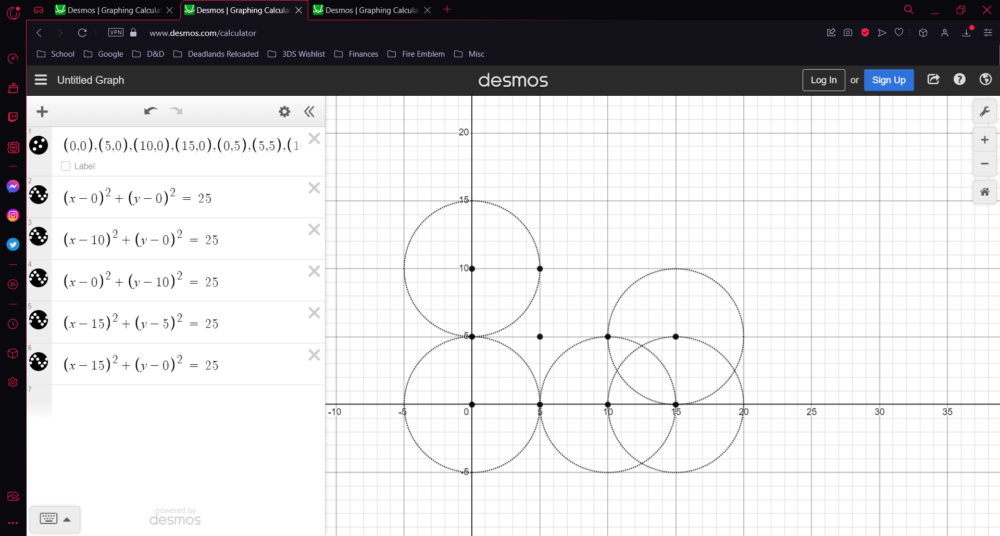 Desmos | Graphing Calcula
Desmos | Graphing Calcula
Desmos | Graphing Calcula
VPN
www.desmos.com/calculator
School
Google
D&D
Deadlands Reloaded
3DS Wishlist
Finances
Fire Emblem
Misc
Untitled Graph
desmos
Log In
or
Sign Up
1
(0,0),(5,0),(10,0),(15,0),(0,5),(5,5),(1
Label
2
(x − 0)² + (y − 0)² = 25
3
(x − 10)² + (y − 0)² = 25
4
(x − 0)² + (y − 10)² = 25
5
(x − 15)² + (y − 5)² = 25
6
(x − 15)² + (y − 0)² = 25
7
powered by
desmos
20
15
10
5
-10
-5
0
5
10
15
20
25
30
35
-5